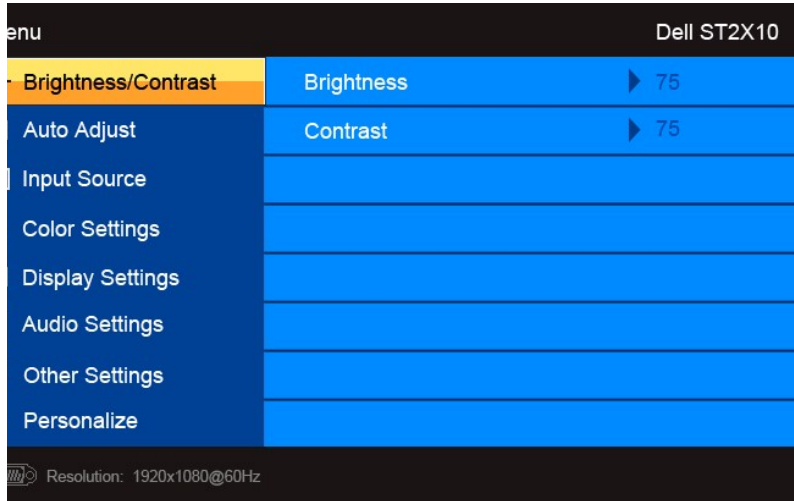 enu Dell ST2X10
Brightness/Contrast Brightness 75
Auto Adjust Contrast 75
Input Source
Color Settings
Display Settings
Audio Settings
Other Settings
Personalize
Resolution: 1920x1080@60Hz